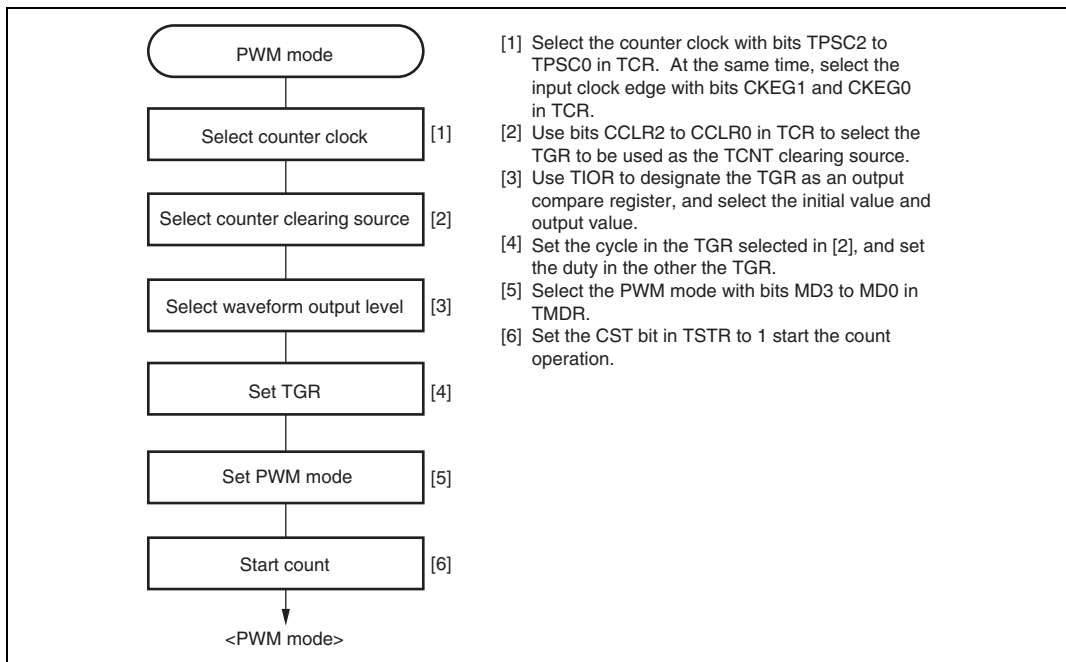 PWM mode
Select counter clock [1]
Select counter clearing source [2]
Select waveform output level [3]
Set TGR [4]
Set PWM mode [5]
Start count [6]
<PWM mode>
[1] Select the counter clock with bits TPSC2 to
TPSC0 in TCR. At the same time, select the
input clock edge with bits CKEG1 and CKEG0
in TCR.
[2] Use bits CCLR2 to CCLR0 in TCR to select the
TGR to be used as the TCNT clearing source.
[3] Use TIOR to designate the TGR as an output
compare register, and select the initial value and
output value.
[4] Set the cycle in the TGR selected in [2], and set
the duty in the other the TGR.
[5] Select the PWM mode with bits MD3 to MD0 in
TMDR.
[6] Set the CST bit in TSTR to 1 start the count
operation.